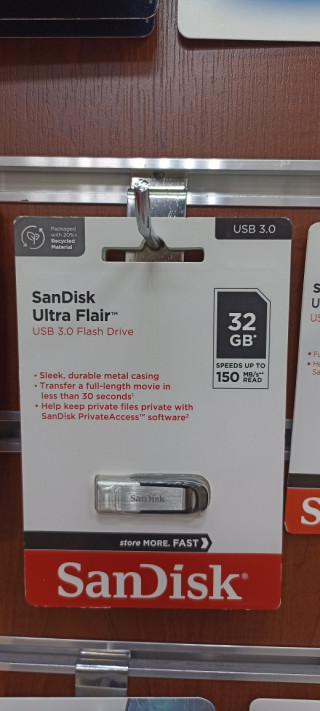 Packaged
with 20%+
Recycled
Material
USB 3.0
SanDisk
Ultra Flair™
USB 3.0 Flash Drive
32
GB*
SPEEDS UP TO
150 MB/s**
READ
• Sleek, durable metal casing
• Transfer a full-length movie in
less than 30 seconds¹
• Help keep private files private with
SanDisk PrivateAccess™ software²
SanDisk
store MORE. FAST
SanDisk®